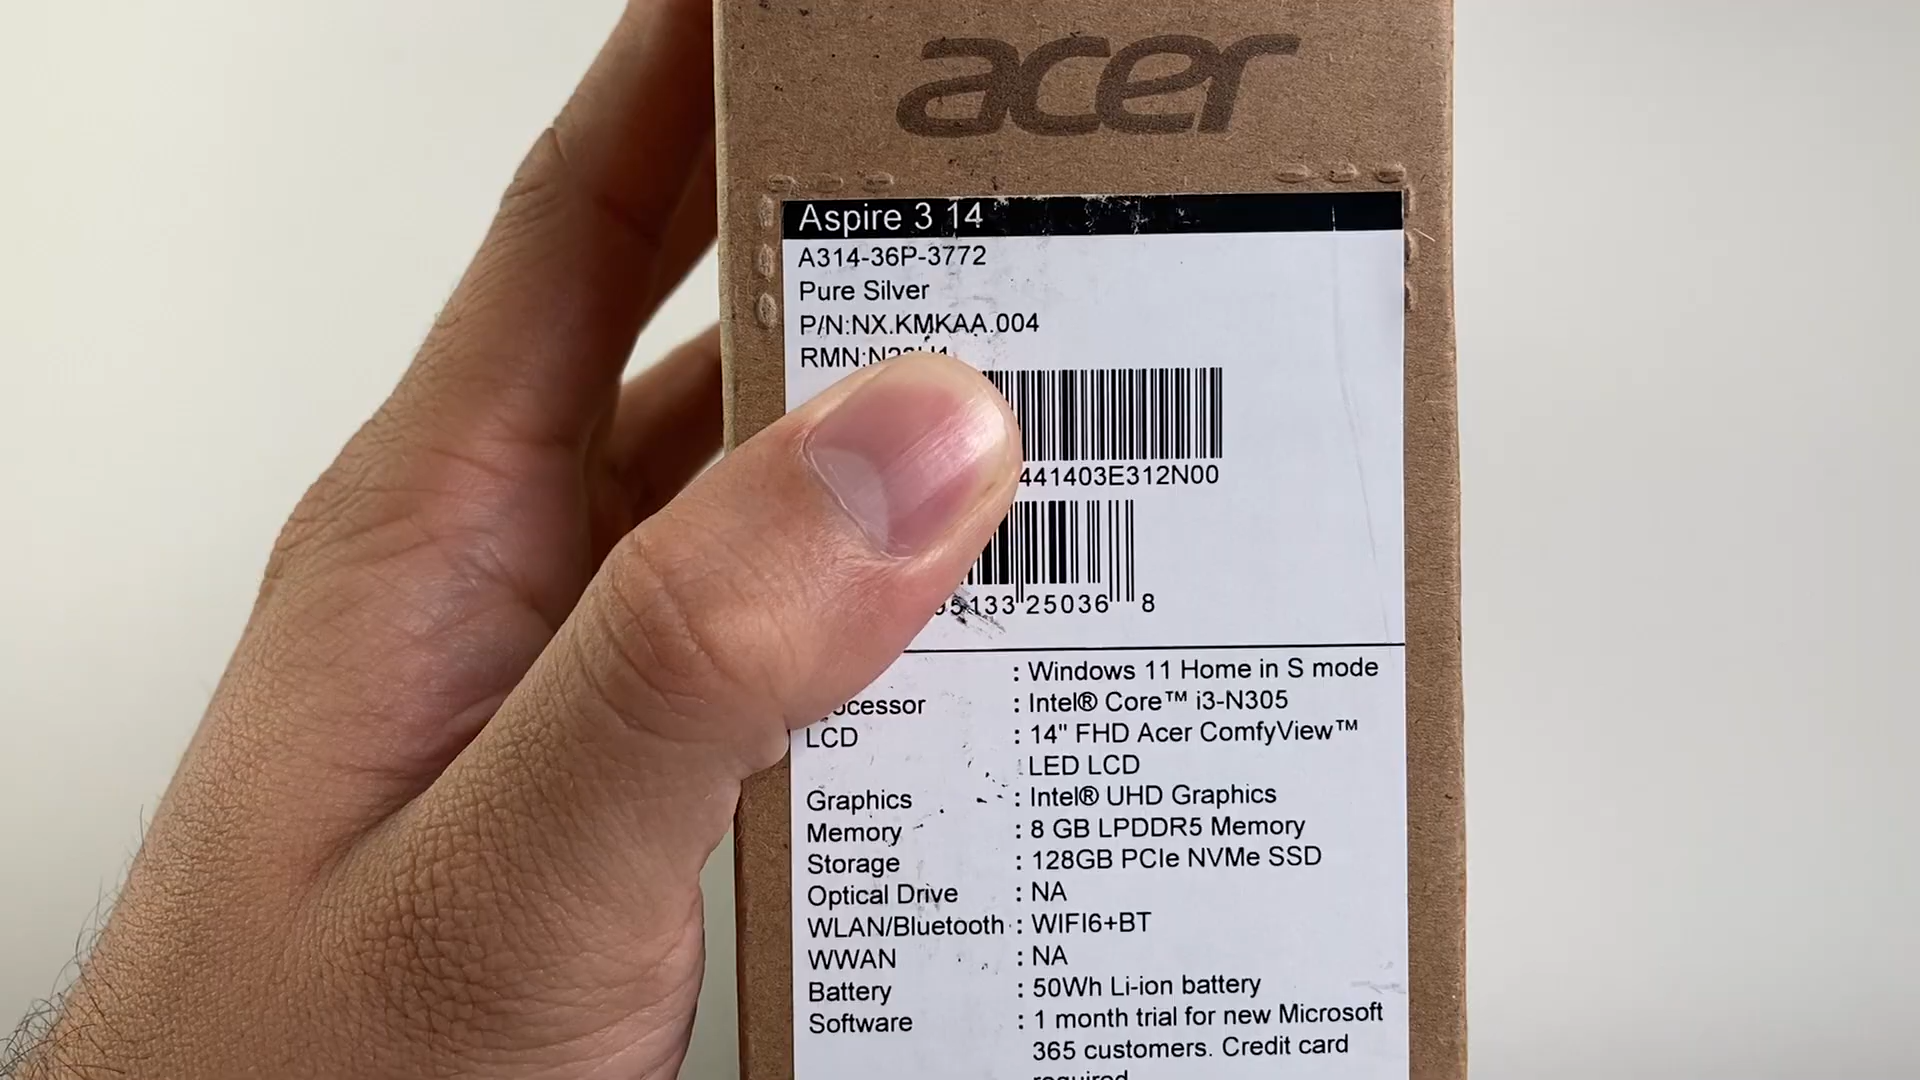 acer
Aspire 3 14
A314-36P-3772
Pure Silver
P/N:NX.KMKAA.004
RMN:
441403E312N00
95133 25036 8
: Windows 11 Home in S mode
ocessor : Intel® Core™ i3-N305
LCD : 14" FHD Acer ComfyView™
LED LCD
Graphics : Intel® UHD Graphics
Memory : 8 GB LPDDR5 Memory
Storage : 128GB PCIe NVMe SSD
Optical Drive : NA
WLAN/Bluetooth : WIFI6+BT
WWAN : NA
Battery : 50Wh Li-ion battery
Software : 1 month trial for new Microsoft
365 customers. Credit card
required